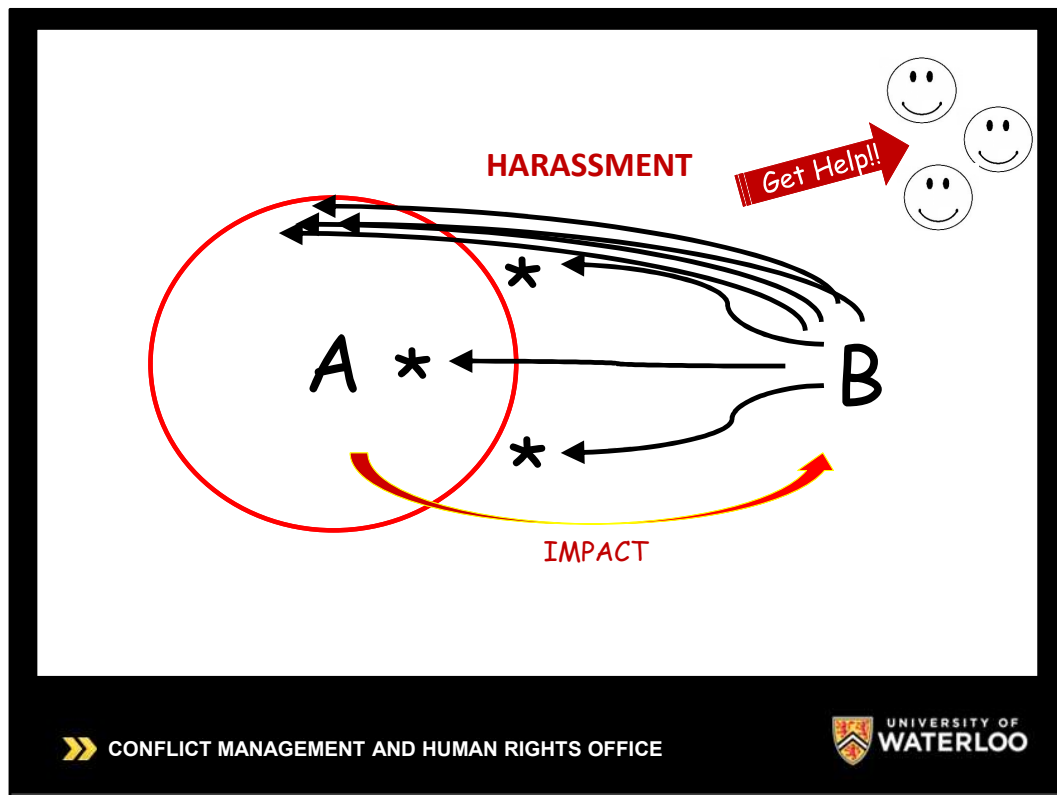 HARASSMENT
Get Help!!
*
A * B
*
IMPACT
CONFLICT MANAGEMENT AND HUMAN RIGHTS OFFICE
UNIVERSITY OF
WATERLOO